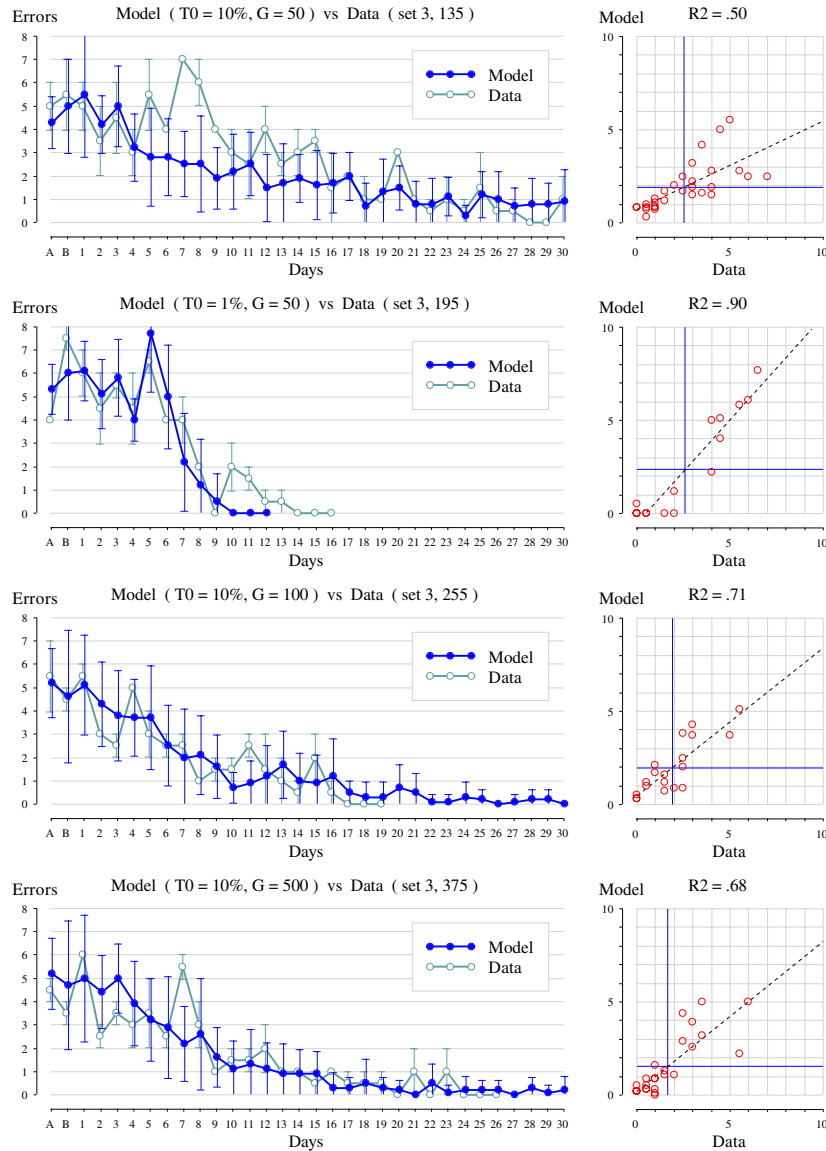 Errors Model ( T0 = 10%, G = 50 ) vs Data ( set 3, 135 )
8
7
6
5
4
3
2
1
0
Model
Data
A B 1 2 3 4 5 6 7 8 9 10 11 12 13 14 15 16 17 18 19 20 21 22 23 24 25 26 27 28 29 30
Days
Model R2 = .50
10
5
0
0 5 10
Data
Errors Model ( T0 = 1%, G = 50 ) vs Data ( set 3, 195 )
8
7
6
5
4
3
2
1
0
Model
Data
A B 1 2 3 4 5 6 7 8 9 10 11 12 13 14 15 16 17 18 19 20 21 22 23 24 25 26 27 28 29 30
Days
Model R2 = .90
10
5
0
0 5 10
Data
Errors Model ( T0 = 10%, G = 100 ) vs Data ( set 3, 255 )
8
7
6
5
4
3
2
1
0
Model
Data
A B 1 2 3 4 5 6 7 8 9 10 11 12 13 14 15 16 17 18 19 20 21 22 23 24 25 26 27 28 29 30
Days
Model R2 = .71
10
5
0
0 5 10
Data
Errors Model ( T0 = 10%, G = 500 ) vs Data ( set 3, 375 )
8
7
6
5
4
3
2
1
0
Model
Data
A B 1 2 3 4 5 6 7 8 9 10 11 12 13 14 15 16 17 18 19 20 21 22 23 24 25 26 27 28 29 30
Days
Model R2 = .68
10
5
0
0 5 10
Data